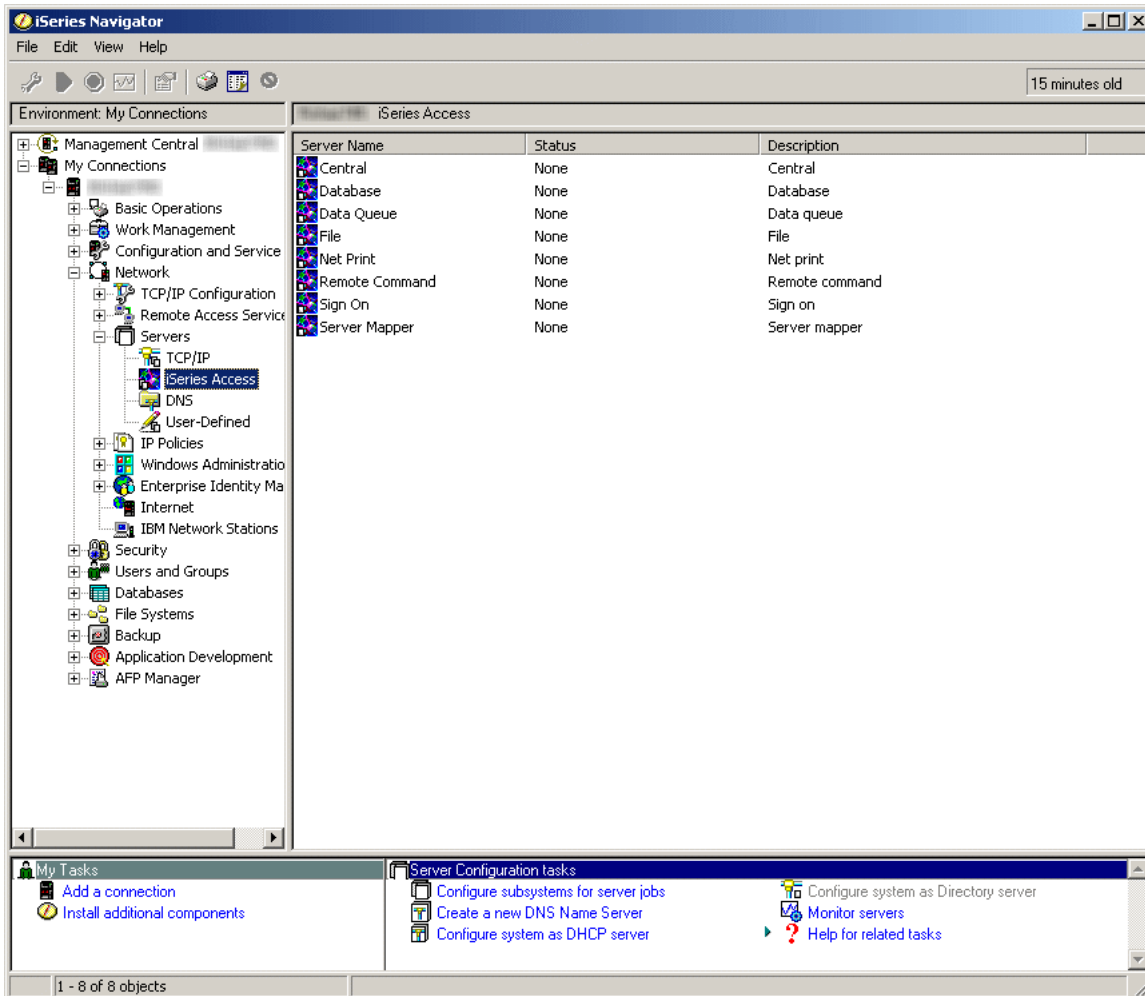 iSeries Navigator
File Edit View Help
15 minutes old
Environment: My Connections
iSeries Access
Management Central
My Connections
Basic Operations
Work Management
Configuration and Service
Network
TCP/IP Configuration
Remote Access Service
Servers
TCP/IP
iSeries Access
DNS
User-Defined
IP Policies
Windows Administratio
Enterprise Identity Ma
Internet
IBM Network Stations
Security
Users and Groups
Databases
File Systems
Backup
Application Development
AFP Manager
Server Name Status Description
Central None Central
Database None Database
Data Queue None Data queue
File None File
Net Print None Net print
Remote Command None Remote command
Sign On None Sign on
Server Mapper None Server mapper
My Tasks
Add a connection
Install additional components
Server Configuration tasks
Configure subsystems for server jobs
Create a new DNS Name Server
Configure system as DHCP server
Configure system as Directory server
Monitor servers
Help for related tasks
1 - 8 of 8 objects